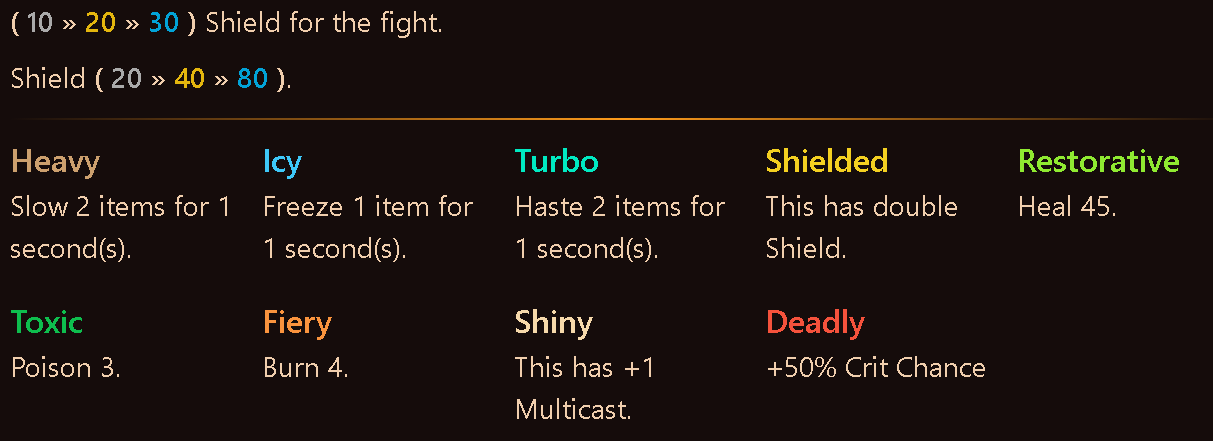 ( 10 » 20 » 30 ) Shield for the fight.
Shield ( 20 » 40 » 80 ).
Heavy
Slow 2 items for 1
second(s).
Icy
Freeze 1 item for
1 second(s).
Turbo
Haste 2 items for
1 second(s).
Shielded
This has double
Shield.
Restorative
Heal 45.
Toxic
Poison 3.
Fiery
Burn 4.
Shiny
This has +1
Multicast.
Deadly
+50% Crit Chance